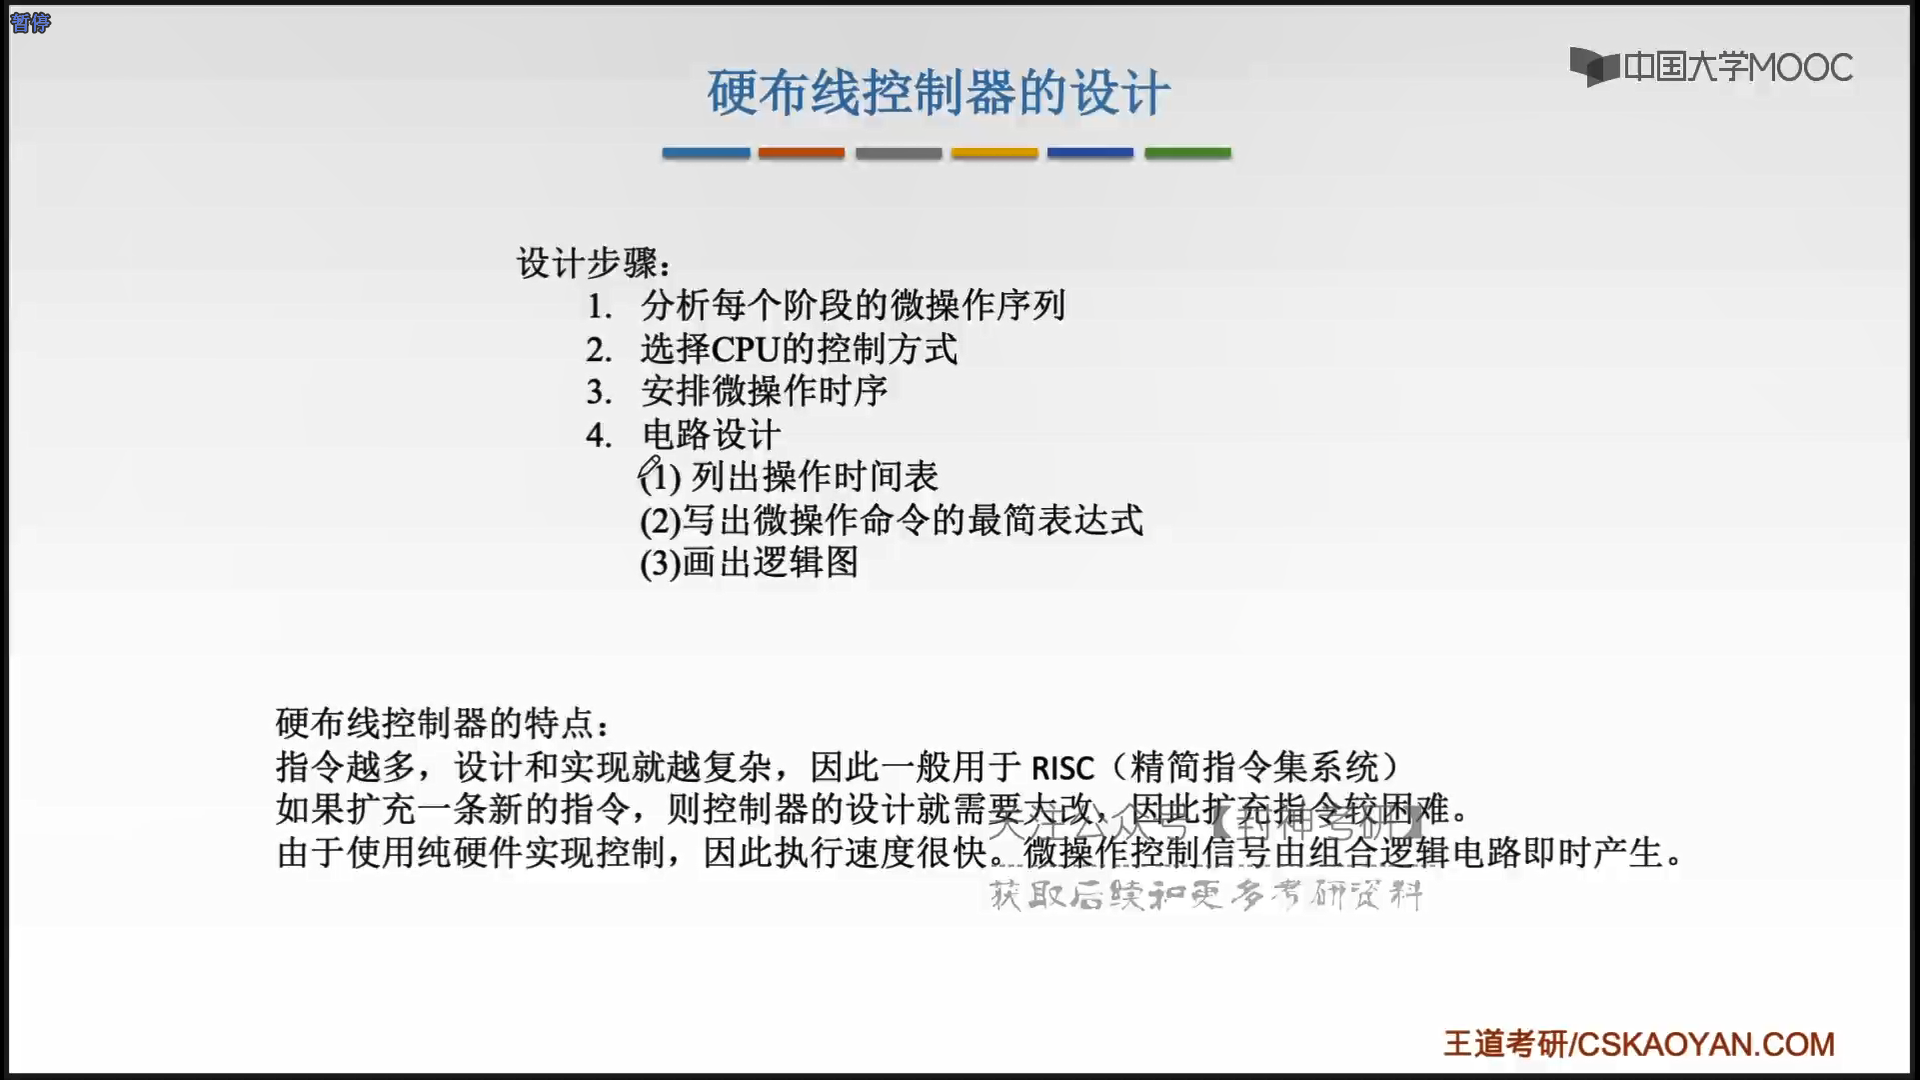 暂停
中国大学MOOC
硬布线控制器的设计
设计步骤：
1. 分析每个阶段的微操作序列
2. 选择CPU的控制方式
3. 安排微操作时序
4. 电路设计
(1) 列出操作时间表
(2)写出微操作命令的最简表达式
(3)画出逻辑图
硬布线控制器的特点：
指令越多，设计和实现就越复杂，因此一般用于 RISC（精简指令集系统）
如果扩充一条新的指令，则控制器的设计就需要大改，因此扩充指令较困难。
关注公众号【封神考研】
由于使用纯硬件实现控制，因此执行速度很快。微操作控制信号由组合逻辑电路即时产生。
获取后续和更多考研资料
王道考研/CSKAOYAN.COM